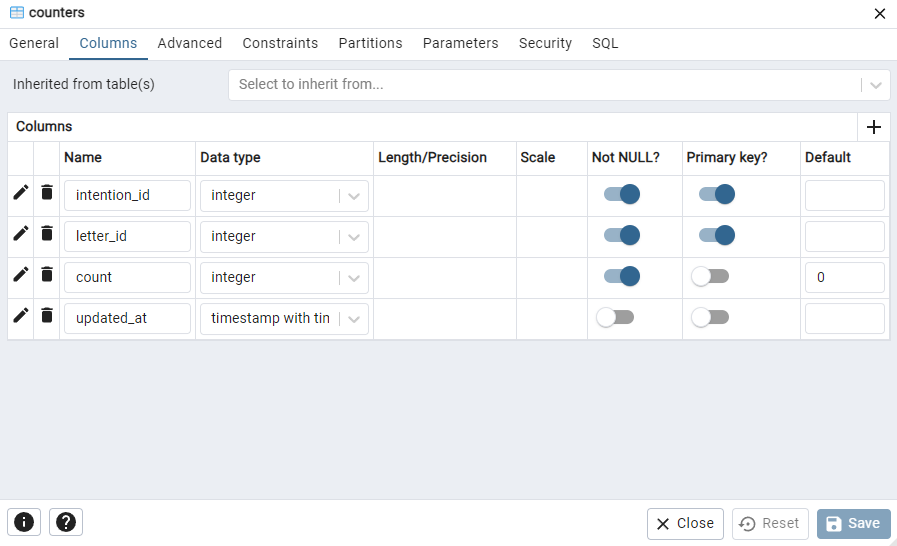 counters
General Columns Advanced Constraints Partitions Parameters Security SQL
Inherited from table(s) Select to inherit from...
Columns
Name Data type Length/Precision Scale Not NULL? Primary key? Default
intention_id integer
letter_id integer
count integer 0
updated_at timestamp with tin
Close Reset Save